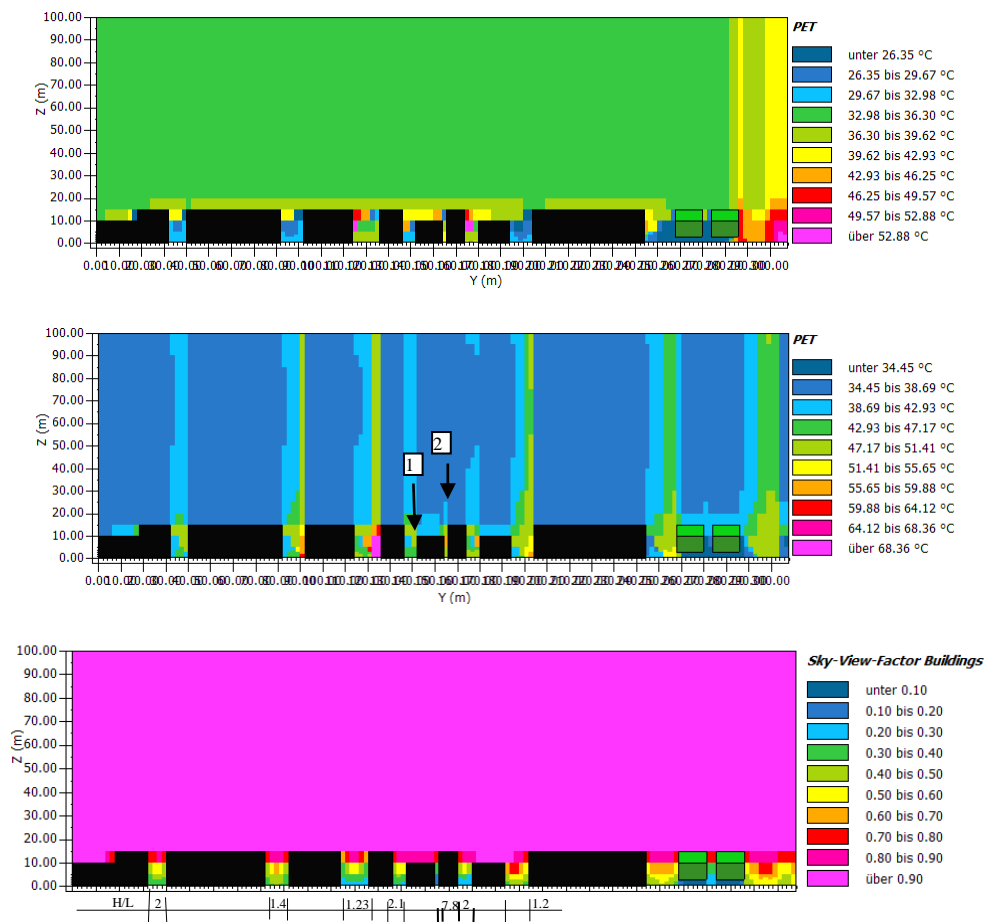 PET
100.00
90.00
80.00
70.00
60.00
50.00
40.00
30.00
20.00
10.00
0.00
Z (m)
Y (m)
unter 26.35 °C
26.35 bis 29.67 °C
29.67 bis 32.98 °C
32.98 bis 36.30 °C
36.30 bis 39.62 °C
39.62 bis 42.93 °C
42.93 bis 46.25 °C
46.25 bis 49.57 °C
49.57 bis 52.88 °C
über 52.88 °C
PET
100.00
90.00
80.00
70.00
60.00
50.00
40.00
30.00
20.00
10.00
0.00
Z (m)
1
2
Y (m)
unter 34.45 °C
34.45 bis 38.69 °C
38.69 bis 42.93 °C
42.93 bis 47.17 °C
47.17 bis 51.41 °C
51.41 bis 55.65 °C
55.65 bis 59.88 °C
59.88 bis 64.12 °C
64.12 bis 68.36 °C
über 68.36 °C
Sky-View-Factor Buildings
100.00
90.00
80.00
70.00
60.00
50.00
40.00
30.00
20.00
10.00
0.00
Z (m)
unter 0.10
0.10 bis 0.20
0.20 bis 0.30
0.30 bis 0.40
0.40 bis 0.50
0.50 bis 0.60
0.60 bis 0.70
0.70 bis 0.80
0.80 bis 0.90
über 0.90
H/L 2 1.4 1.23 2.1 7.8 2 1.2